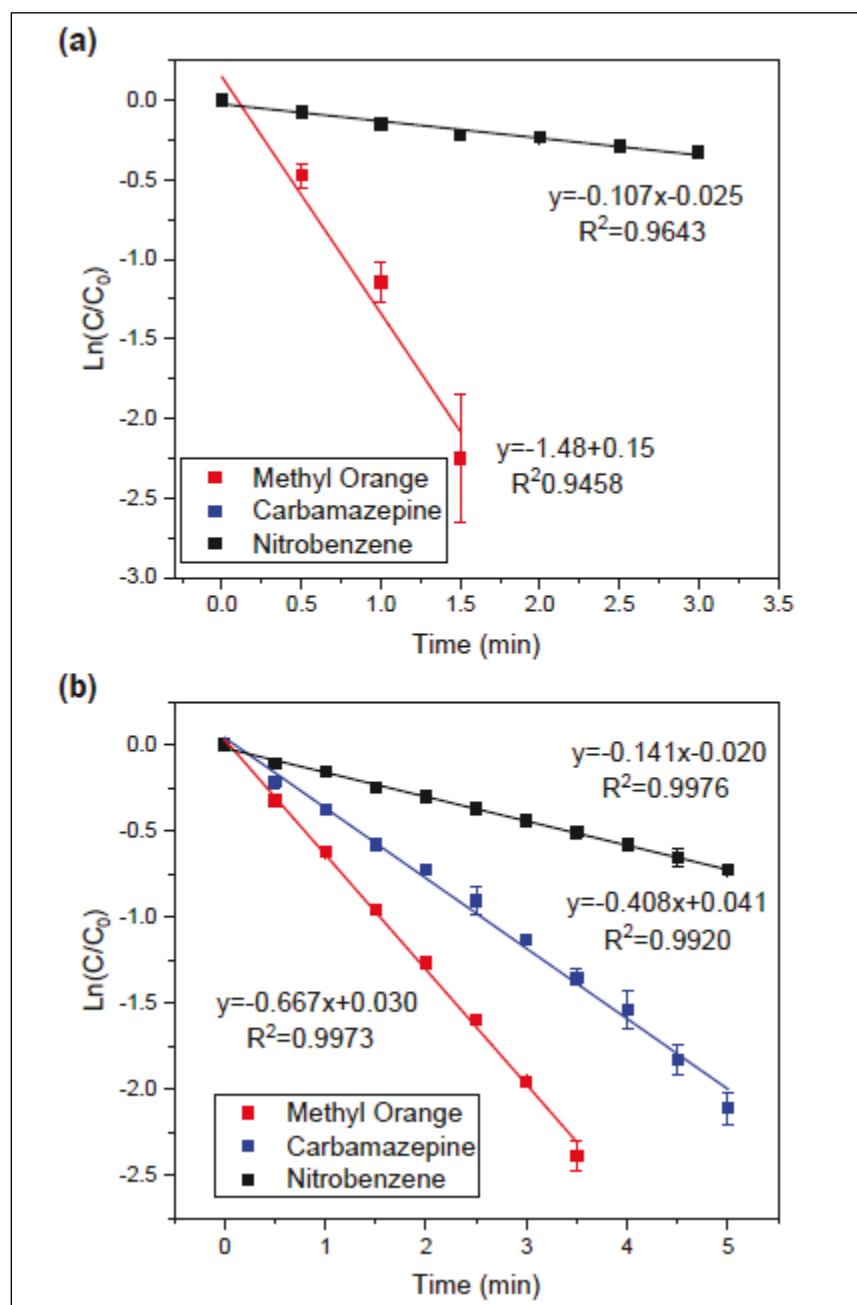 (a)
0.0
-0.5
-1.0
-1.5
-2.0
-2.5
-3.0
Ln(C/C₀)
y=-0.107x-0.025
R²=0.9643
y=-1.48+0.15
R²0.9458
Methyl Orange
Carbamazepine
Nitrobenzene
0.0 0.5 1.0 1.5 2.0 2.5 3.0 3.5
Time (min)
(b)
0.0
-0.5
-1.0
-1.5
-2.0
-2.5
Ln(C/C₀)
y=-0.141x-0.020
R²=0.9976
y=-0.408x+0.041
R²=0.9920
y=-0.667x+0.030
R²=0.9973
Methyl Orange
Carbamazepine
Nitrobenzene
0 1 2 3 4 5
Time (min)